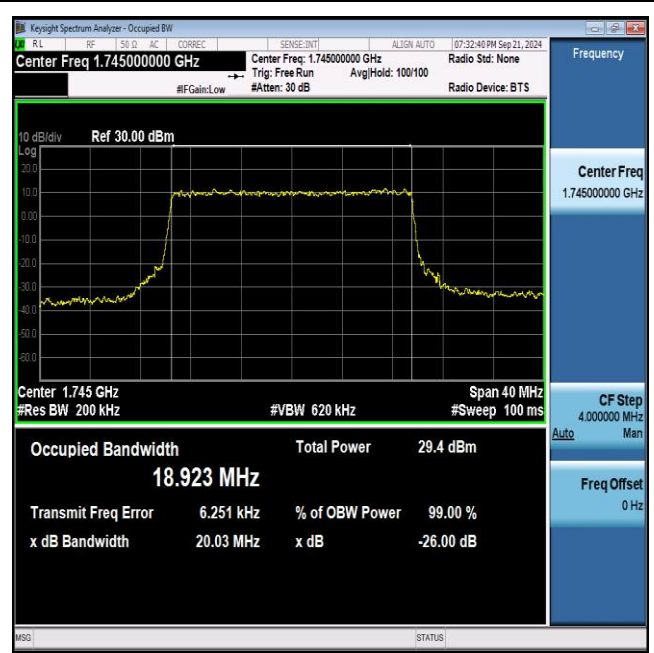 Keysight Spectrum Analyzer - Occupied BW
RL RF 50 Ω AC CORREC SENSE:INT ALIGN AUTO 07:32:40 PM Sep 21, 2024
Center Freq 1.745000000 GHz
Center Freq: 1.745000000 GHz
Radio Std: None
Trig: Free Run Avg|Hold: 100/100
#IFGain:Low
#Atten: 30 dB
Radio Device: BTS
Frequency
10 dB/div Ref 30.00 dBm
Log
20.0
10.0
0.00
-10.0
-20.0
-30.0
-40.0
-50.0
-60.0
Center 1.745 GHz Span 40 MHz
#Res BW 200 kHz #VBW 620 kHz #Sweep 100 ms
Center Freq
1.745000000 GHz
CF Step
4.000000 MHz
Auto Man
Freq Offset
0 Hz
Occupied Bandwidth Total Power 29.4 dBm
18.923 MHz
Transmit Freq Error 6.251 kHz % of OBW Power 99.00 %
x dB Bandwidth 20.03 MHz x dB -26.00 dB
MSG STATUS